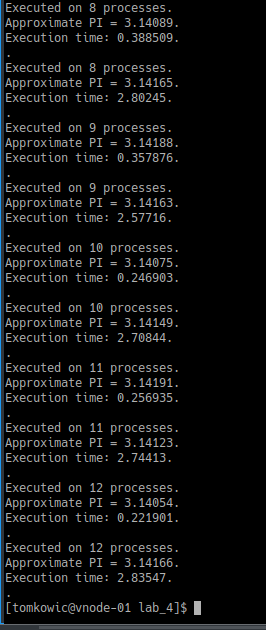 Executed on 8 processes.
Approximate PI = 3.14089.
Execution time: 0.388509.
.
Executed on 8 processes.
Approximate PI = 3.14165.
Execution time: 2.80245.
.
Executed on 9 processes.
Approximate PI = 3.14188.
Execution time: 0.357876.
.
Executed on 9 processes.
Approximate PI = 3.14163.
Execution time: 2.57716.
.
Executed on 10 processes.
Approximate PI = 3.14075.
Execution time: 0.246903.
.
Executed on 10 processes.
Approximate PI = 3.14149.
Execution time: 2.70844.
.
Executed on 11 processes.
Approximate PI = 3.14191.
Execution time: 0.256935.
.
Executed on 11 processes.
Approximate PI = 3.14123.
Execution time: 2.74413.
.
Executed on 12 processes.
Approximate PI = 3.14054.
Execution time: 0.221901.
.
Executed on 12 processes.
Approximate PI = 3.14166.
Execution time: 2.83547.
.
[tomkowic@vnode-01 lab_4]$